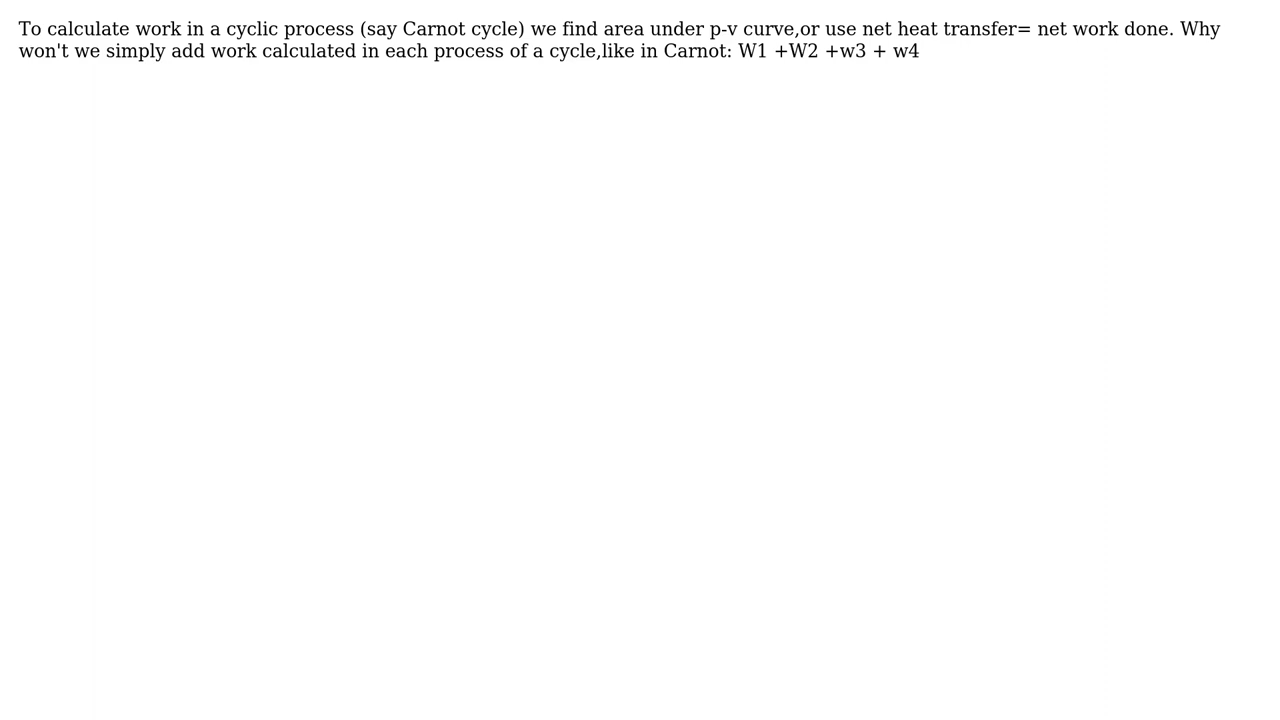 To calculate work in a cyclic process (say Carnot cycle) we find area under p-v curve,or use net heat transfer= net work done. Why
won't we simply add work calculated in each process of a cycle,like in Carnot: W1 +W2 +w3 + w4